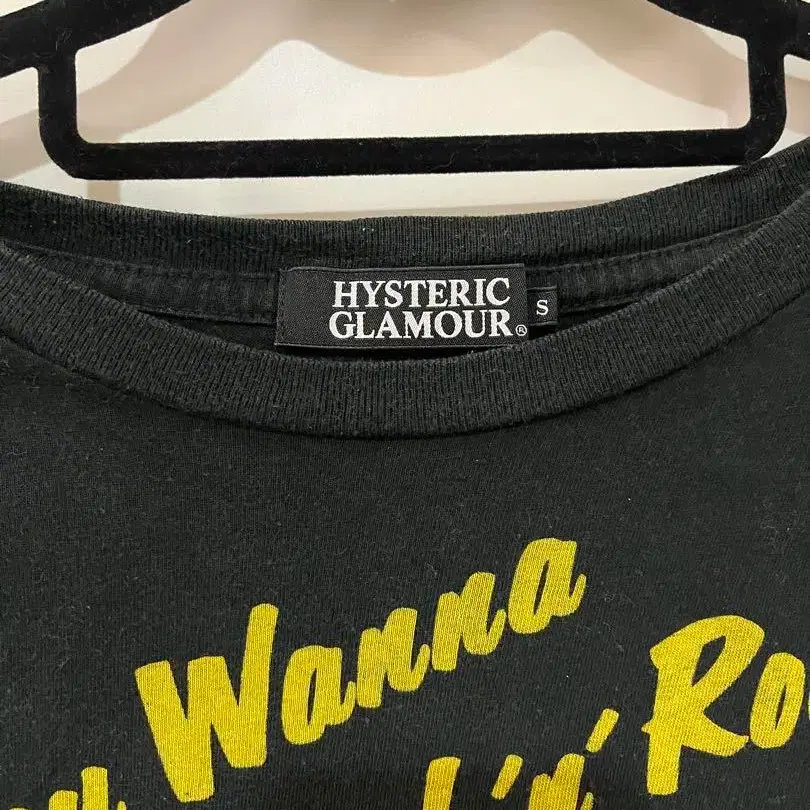 HYSTERIC
GLAMOUR®
S
Wanna
'n'